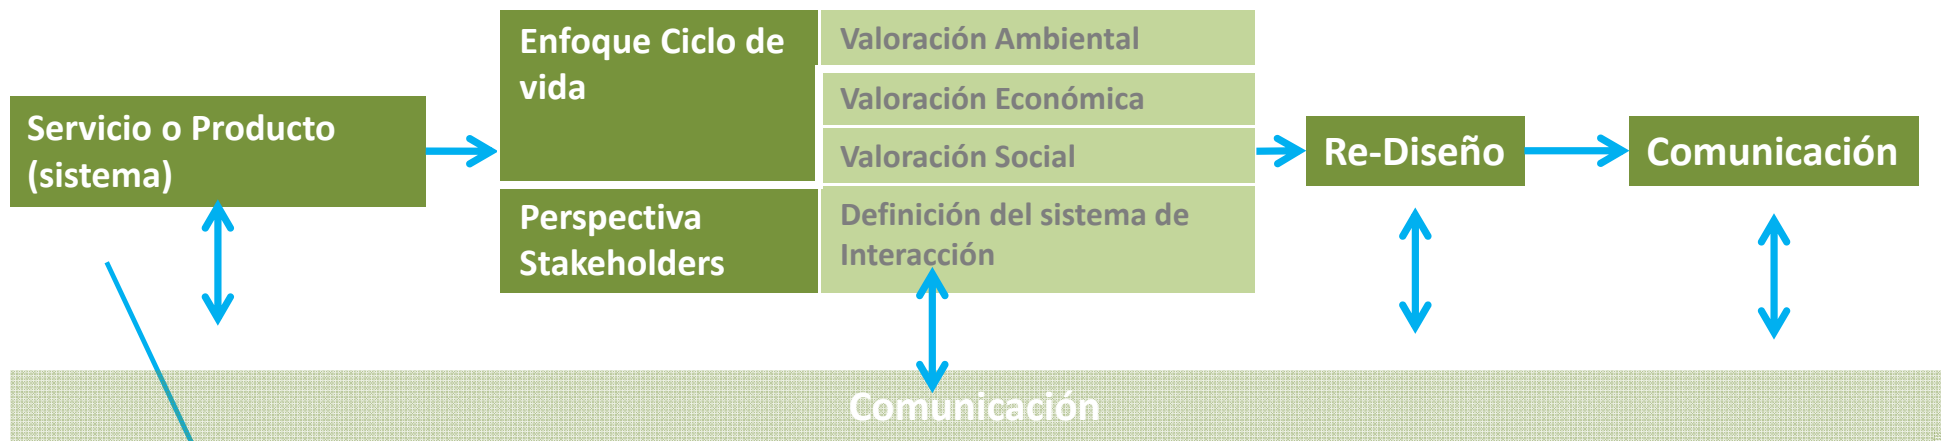 Servicio o Producto
(sistema)
Enfoque Ciclo de
vida
Valoración Ambiental
Valoración Económica
Valoración Social
Perspectiva
Stakeholders
Definición del sistema de
Interacción
Re-Diseño
Comunicación
Comunicación